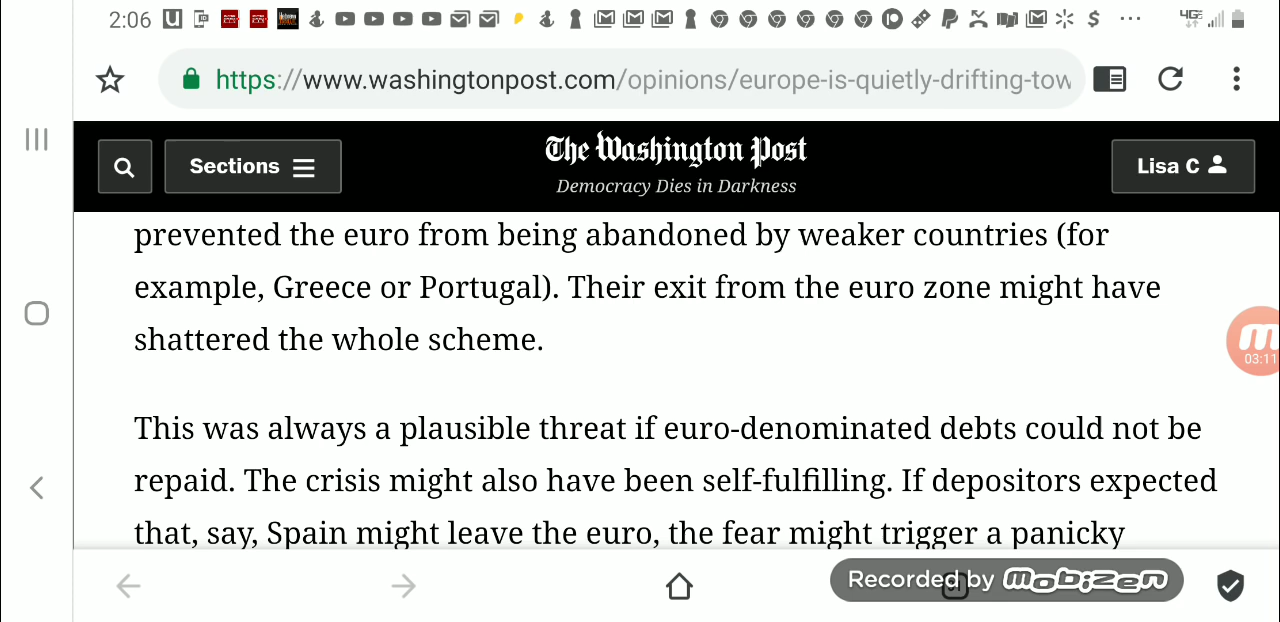 2:06
4GE
https://www.washingtonpost.com/opinions/europe-is-quietly-drifting-tow
Sections
The Washington Post
Democracy Dies in Darkness
Lisa C
prevented the euro from being abandoned by weaker countries (for
example, Greece or Portugal). Their exit from the euro zone might have
shattered the whole scheme.
m
03:11
This was always a plausible threat if euro-denominated debts could not be
repaid. The crisis might also have been self-fulfilling. If depositors expected
that, say, Spain might leave the euro, the fear might trigger a panicky
Recorded by mobizen